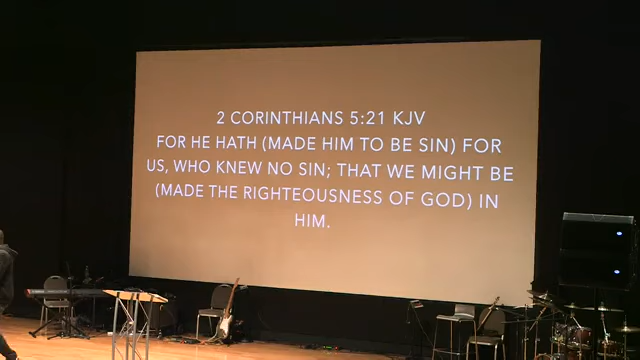 2 CORINTHIANS 5:21 KJV
FOR HE HATH (MADE HIM TO BE SIN) FOR
US, WHO KNEW NO SIN; THAT WE MIGHT BE
(MADE THE RIGHTEOUSNESS OF GOD) IN
HIM.